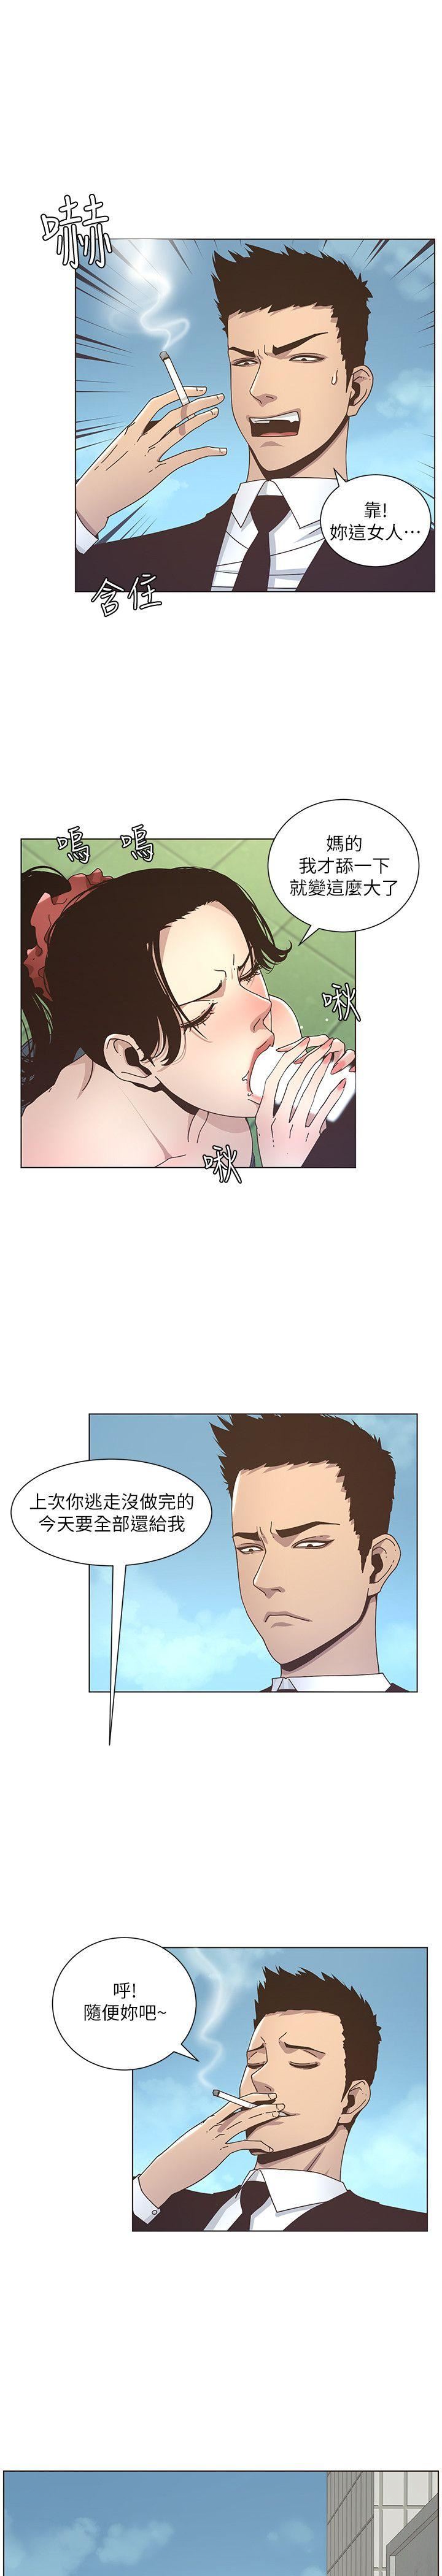 嚇
靠!
妳這女人⋯
含住
嗚 嗚
媽的
我才舔一下
就變這麼大了
啾
啾
上次你逃走沒做完的
今天要全部還給我
呼!
隨便妳吧~